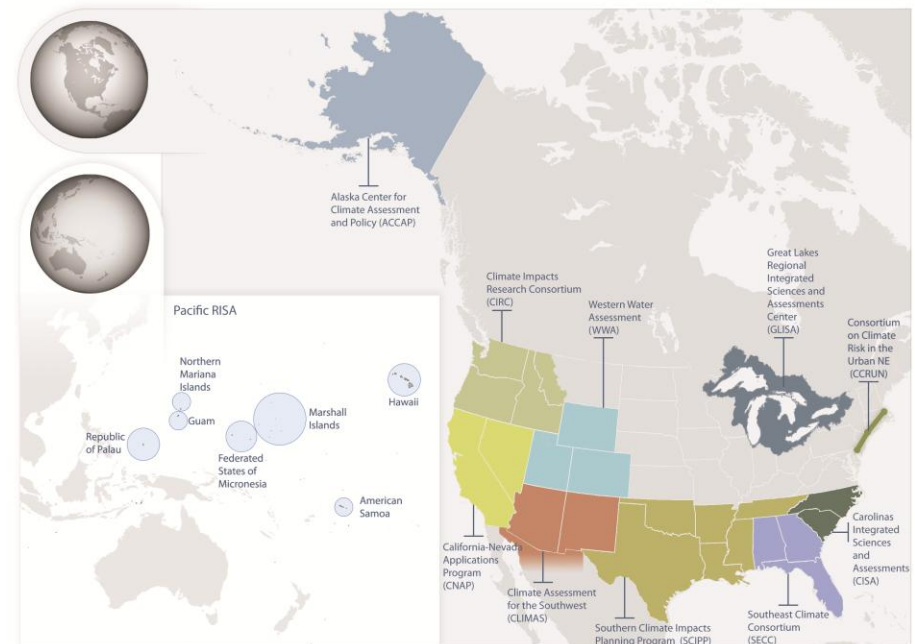 Alaska Center for
Climate Assessment
and Policy (ACCAP)
Great Lakes
Regional
Integrated
Sciences and
Assessments
Center
(GLISA)
Climate Impacts
Research Consortium
(CIRC)
Western Water
Assessment
(WWA)
Consortium
on Climate
Risk in the
Urban NE
(CCRUN)
Pacific RISA
Northern
Mariana
Islands
Guam
Republic
of Palau
Federated
States of
Micronesia
Marshall
Islands
Hawaii
American
Samoa
California-Nevada
Applications
Program
(CNAP)
Climate Assessment
for the Southwest
(CLIMAS)
Southern Climate Impacts
Planning Program (SCIPP)
Southeast Climate
Consortium
(SECC)
Carolinas
Integrated
Sciences
and
Assessments
(CISA)